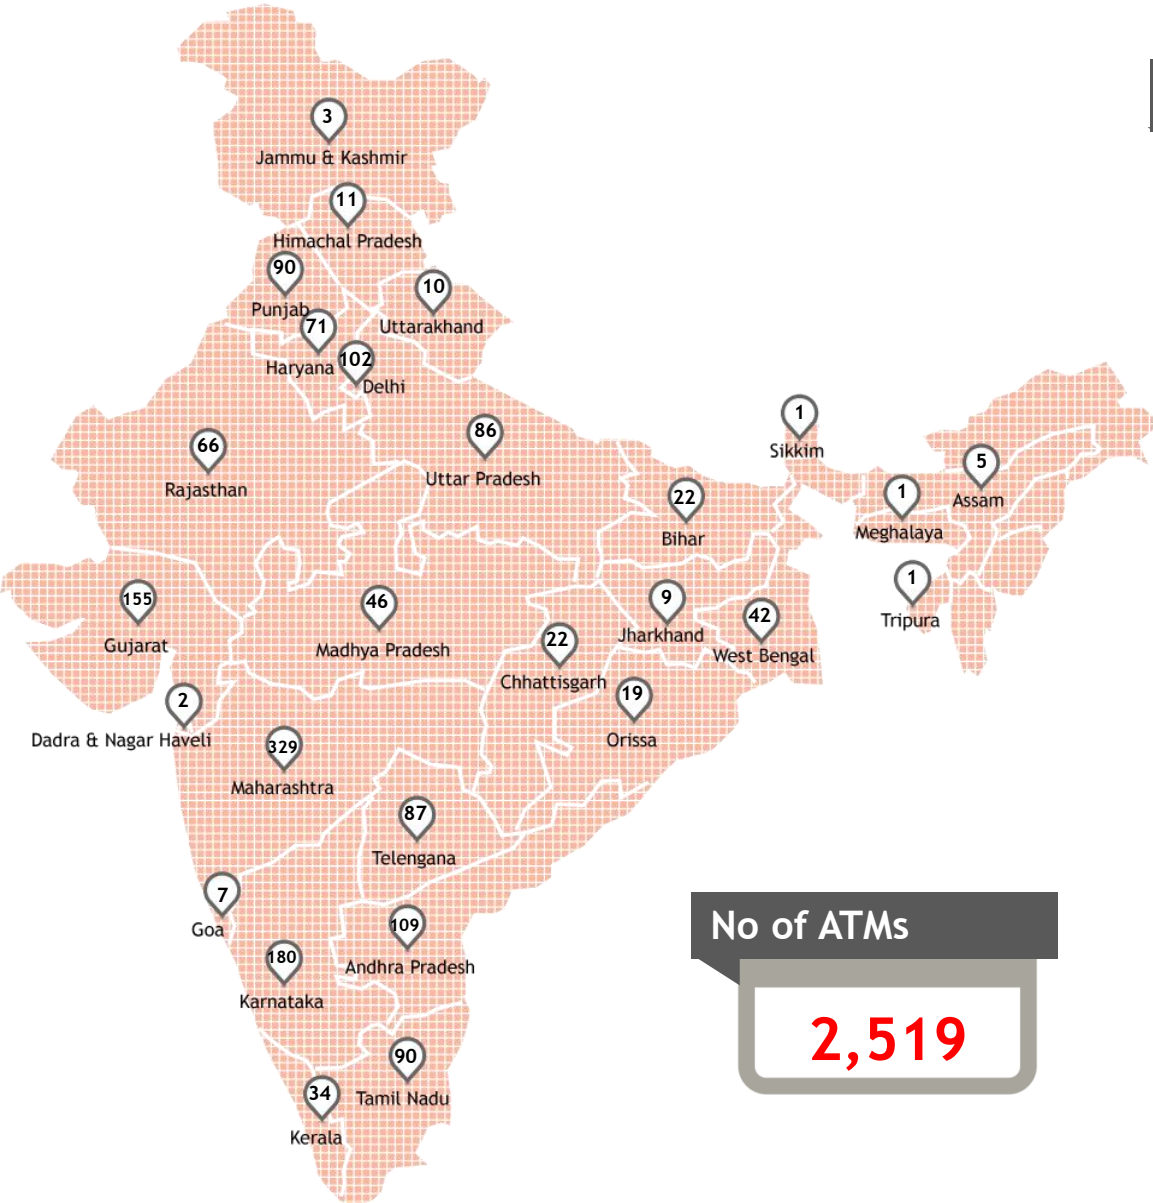 3
Jammu & Kashmir
11
Himachal Pradesh
90
Punjab
10
Uttarakhand
71
Haryana
102
Delhi
66
Rajasthan
86
Uttar Pradesh
1
Sikkim
5
Assam
22
Bihar
1
Meghalaya
155
Gujarat
46
Madhya Pradesh
9
Jharkhand
42
West Bengal
1
Tripura
22
Chhattisgarh
2
Dadra & Nagar Haveli
19
Orissa
329
Maharashtra
87
Telengana
7
Goa
109
Andhra Pradesh
180
Karnataka
90
Tamil Nadu
34
Kerala
No of ATMs
2,519